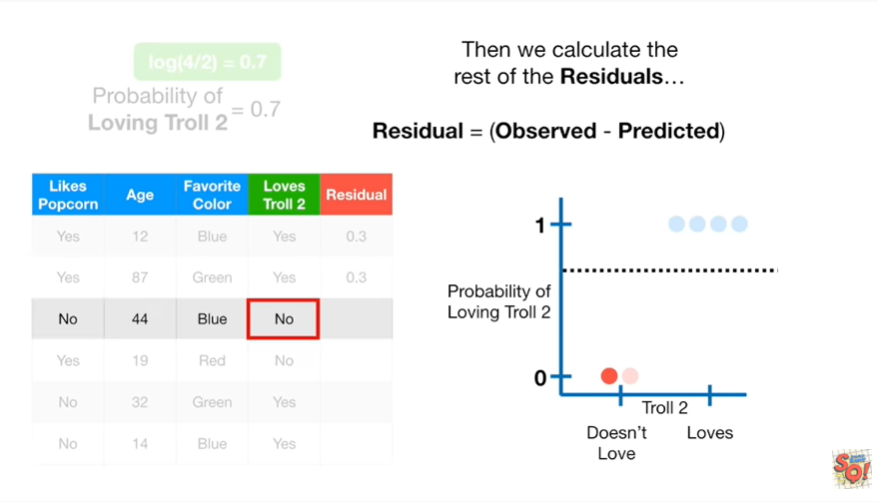 log(4/2) = 0.7
Probability of
Loving Troll 2
= 0.7
Then we calculate the
rest of the Residuals…
Residual = (Observed - Predicted)
Likes Popcorn Age Favorite Color Loves Troll 2 Residual
Yes 12 Blue Yes 0.3
Yes 87 Green Yes 0.3
No 44 Blue No
Yes 19 Red No
No 32 Green Yes
No 14 Blue Yes
1
Probability of
Loving Troll 2
0
Troll 2
Doesn't
Love
Loves
SQ!